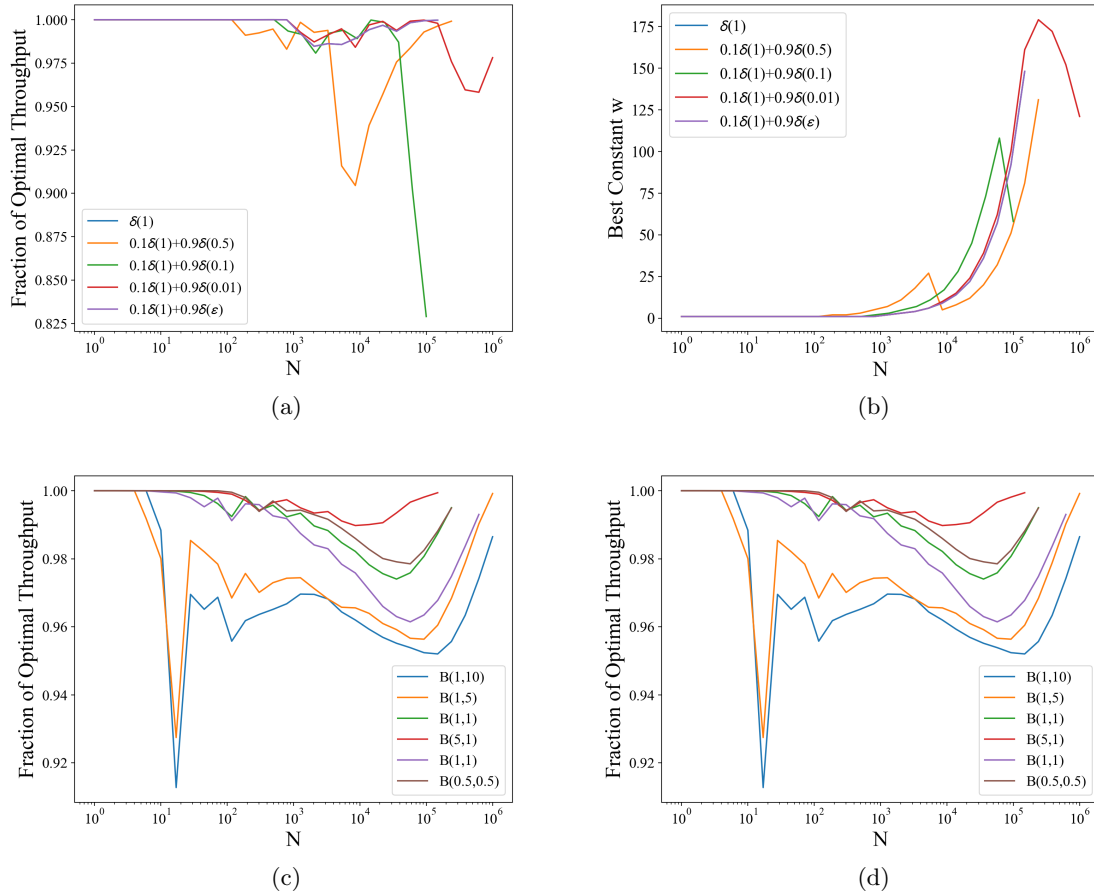 Fraction of Optimal Throughput
1.000
0.975
0.950
0.925
0.900
0.875
0.850
0.825
δ(1)
0.1δ(1)+0.9δ(0.5)
0.1δ(1)+0.9δ(0.1)
0.1δ(1)+0.9δ(0.01)
0.1δ(1)+0.9δ(ε)
10^0 10^1 10^2 10^3 10^4 10^5 10^6
N
(a)
Best Constant w
175
150
125
100
75
50
25
0
δ(1)
0.1δ(1)+0.9δ(0.5)
0.1δ(1)+0.9δ(0.1)
0.1δ(1)+0.9δ(0.01)
0.1δ(1)+0.9δ(ε)
10^0 10^1 10^2 10^3 10^4 10^5 10^6
N
(b)
Fraction of Optimal Throughput
1.00
0.98
0.96
0.94
0.92
B(1,10)
B(1,5)
B(1,1)
B(5,1)
B(1,1)
B(0.5,0.5)
10^0 10^1 10^2 10^3 10^4 10^5 10^6
N
(c)
Fraction of Optimal Throughput
1.00
0.98
0.96
0.94
0.92
B(1,10)
B(1,5)
B(1,1)
B(5,1)
B(1,1)
B(0.5,0.5)
10^0 10^1 10^2 10^3 10^4 10^5 10^6
N
(d)